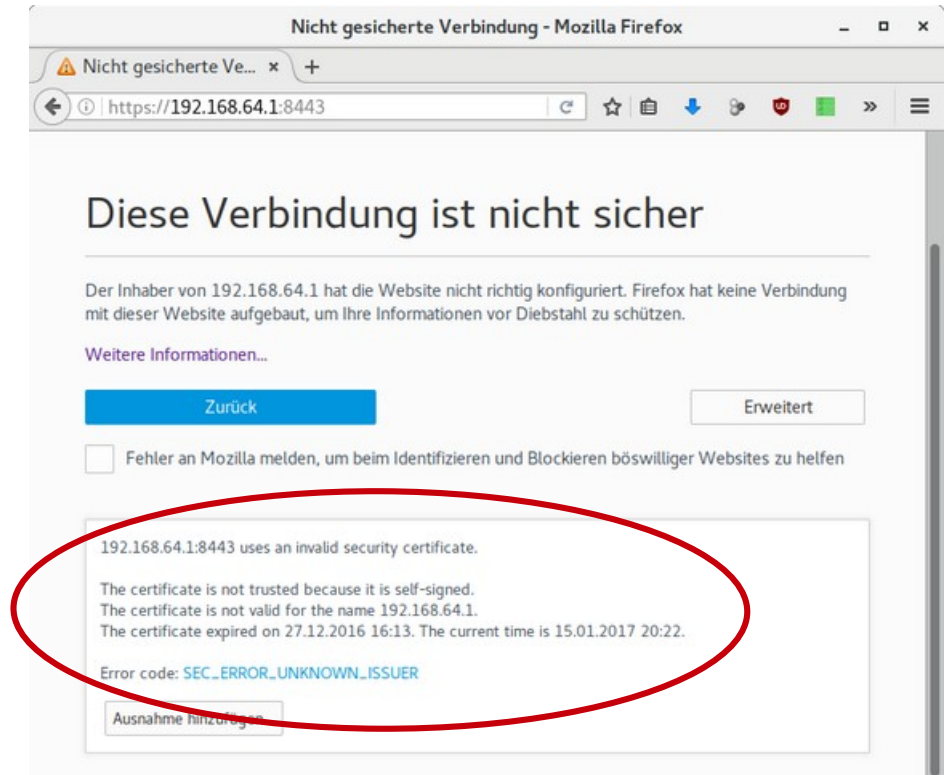 Nicht gesicherte Verbindung - Mozilla Firefox
Nicht gesicherte Ve...
https://192.168.64.1:8443
Diese Verbindung ist nicht sicher
Der Inhaber von 192.168.64.1 hat die Website nicht richtig konfiguriert. Firefox hat keine Verbindung
mit dieser Website aufgebaut, um Ihre Informationen vor Diebstahl zu schützen.
Weitere Informationen...
Zurück
Erweitert
Fehler an Mozilla melden, um beim Identifizieren und Blockieren böswilliger Websites zu helfen
192.168.64.1:8443 uses an invalid security certificate.
The certificate is not trusted because it is self-signed.
The certificate is not valid for the name 192.168.64.1.
The certificate expired on 27.12.2016 16:13. The current time is 15.01.2017 20:22.
Error code: SEC_ERROR_UNKNOWN_ISSUER
Ausnahme hinzufügen...